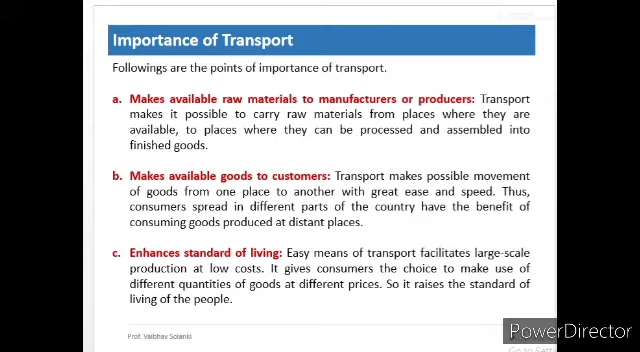 Importance of Transport
Followings are the points of importance of transport.
a. Makes available raw materials to manufacturers or producers: Transport
makes it possible to carry raw materials from places where they are
available, to places where they can be processed and assembled into
finished goods.
b. Makes available goods to customers: Transport makes possible movement
of goods from one place to another with great ease and speed. Thus,
consumers spread in different parts of the country have the benefit of
consuming goods produced at distant places.
c. Enhances standard of living: Easy means of transport facilitates large-scale
production at low costs. It gives consumers the choice to make use of
different quantities of goods at different prices. So it raises the standard of
living of the people.
Prof. Vaibhav Solanki
PowerDirector
Go to Sett